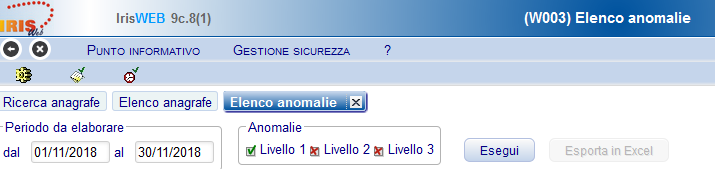 IRIS Web IrisWEB 9c.8(1) (W003) Elenco anomalie
PUNTO INFORMATIVO GESTIONE SICUREZZA ?
Ricerca anagrafe Elenco anagrafe Elenco anomalie
Periodo da elaborare Anomalie
dal 01/11/2018 al 30/11/2018 Livello 1 Livello 2 Livello 3 Esegui Esporta in Excel